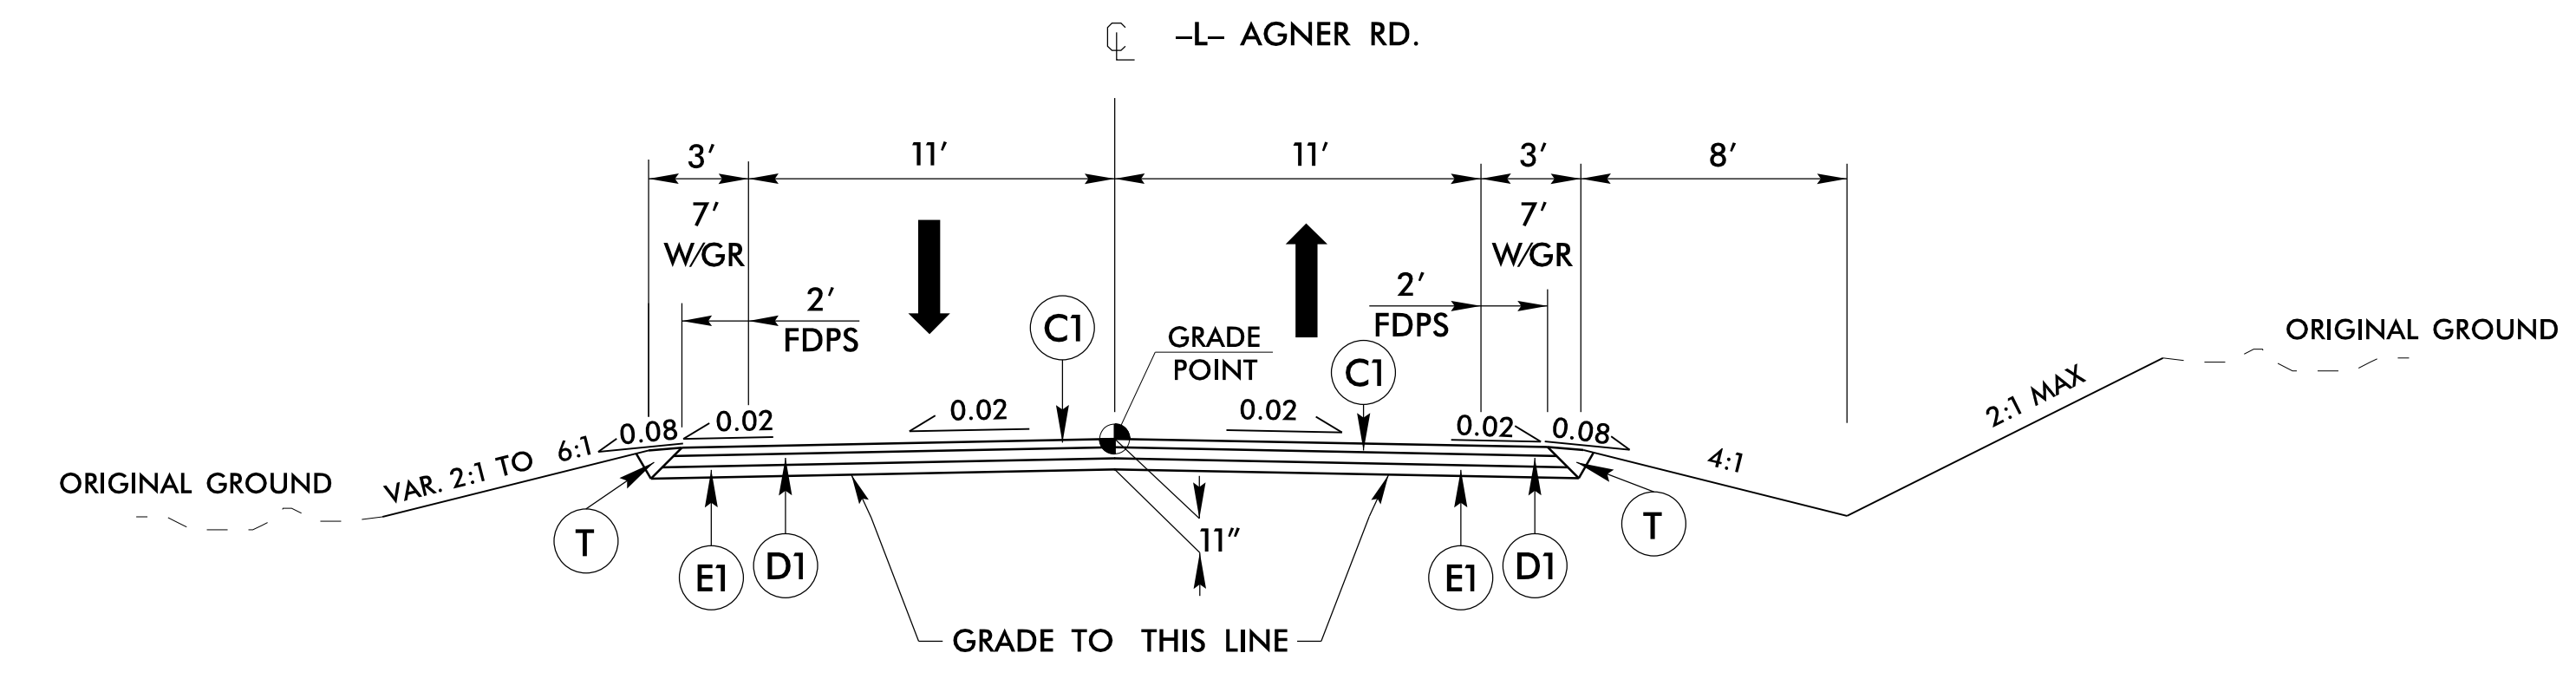 ℄ –L– AGNER RD.
3′ 11′ 11′ 3′ 8′
7′ 7′
W/GR W/GR
2′ 2′
FDPS FDPS
C1 C1
GRADE
POINT
ORIGINAL GROUND
0.02 0.02 0.02 0.02
0.08 0.08
VAR. 2:1 TO 6:1
4:1
2:1 MAX
ORIGINAL GROUND
T T
E1 D1 E1 D1
11″
GRADE TO THIS LINE